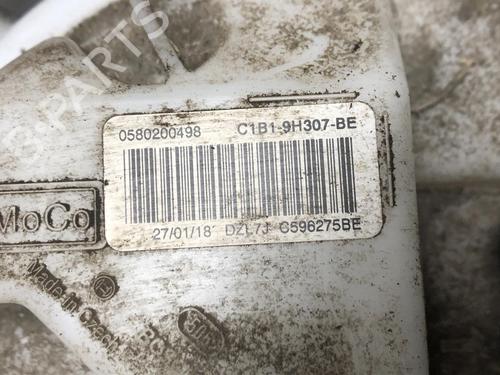 PARTS
0580200498 C1B1-9H307-BE
27/01/18 DZL7J C596275BE
MoCo
Made in Czech